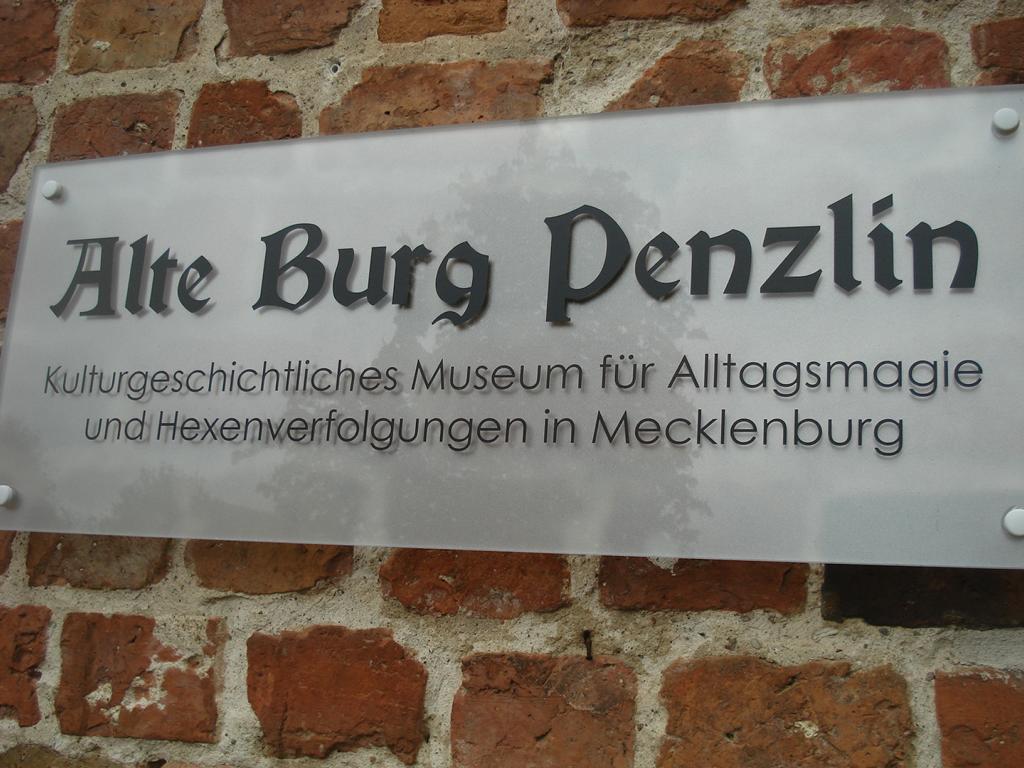 Alte Burg Penzlin
Kulturgeschichtliches Museum für Alltagsmagie
und Hexenverfolgungen in Mecklenburg